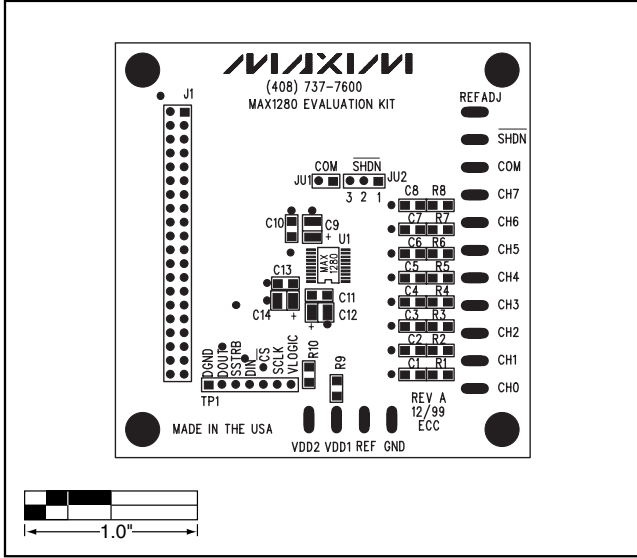 MAXIM
(408) 737-7600
MAX1280 EVALUATION KIT
J1
REFADJ
SHDN
COM
CH7
CH6
CH5
CH4
CH3
CH2
CH1
CH0
COM SHDN
JU1 JU2
3 2 1
C8 R8
C7 R7
C6 R6
C5 R5
C4 R4
C3 R3
C2 R2
C1 R1
C10 C9
+
U1
MAX
1280
C13
C14
+
C11
C12
+
R10
R9
DGND
DOUT
SSTRB
DIN
CS
SCLK
VLOGIC
TP1
REV A
12/99
ECC
MADE IN THE USA
VDD2 VDD1 REF GND
1.0"